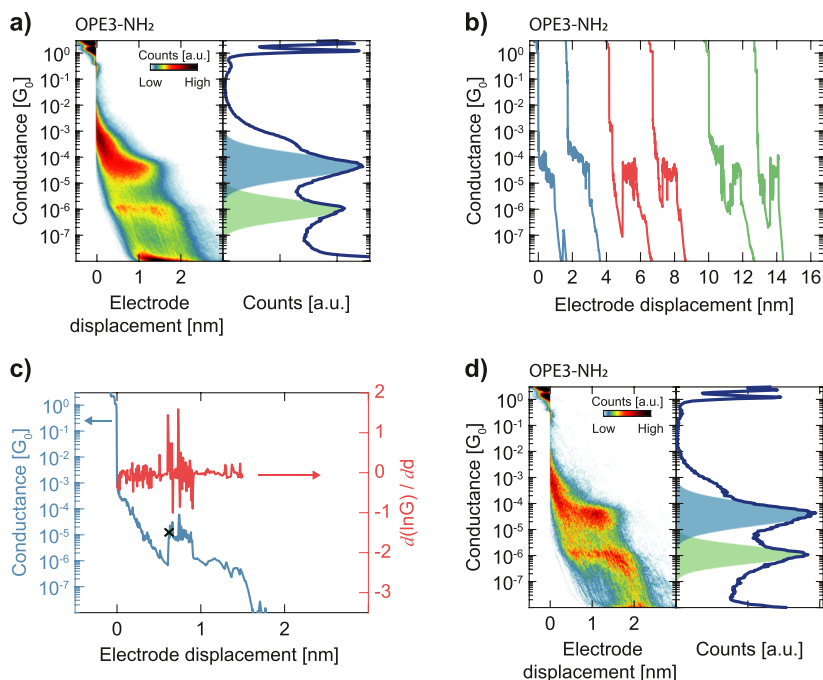 a)
OPE3-NH₂
Counts [a.u.]
Low High
Conductance [G₀]
10⁰
10⁻¹
10⁻²
10⁻³
10⁻⁴
10⁻⁵
10⁻⁶
10⁻⁷
0 1 2
Electrode
displacement [nm]
Counts [a.u.]
b)
OPE3-NH₂
Conductance [G₀]
10⁰
10⁻¹
10⁻²
10⁻³
10⁻⁴
10⁻⁵
10⁻⁶
10⁻⁷
0 2 4 6 8 10 12 14 16
Electrode displacement [nm]
c)
Conductance [G₀]
10⁰
10⁻¹
10⁻²
10⁻³
10⁻⁴
10⁻⁵
10⁻⁶
10⁻⁷
0 1 2
Electrode displacement [nm]
2
1
0
-1
-2
-3
d(lnG) / dd
d)
OPE3-NH₂
Counts [a.u.]
Low High
Conductance [G₀]
10⁰
10⁻¹
10⁻²
10⁻³
10⁻⁴
10⁻⁵
10⁻⁶
10⁻⁷
0 1 2
Electrode
displacement [nm]
Counts [a.u.]